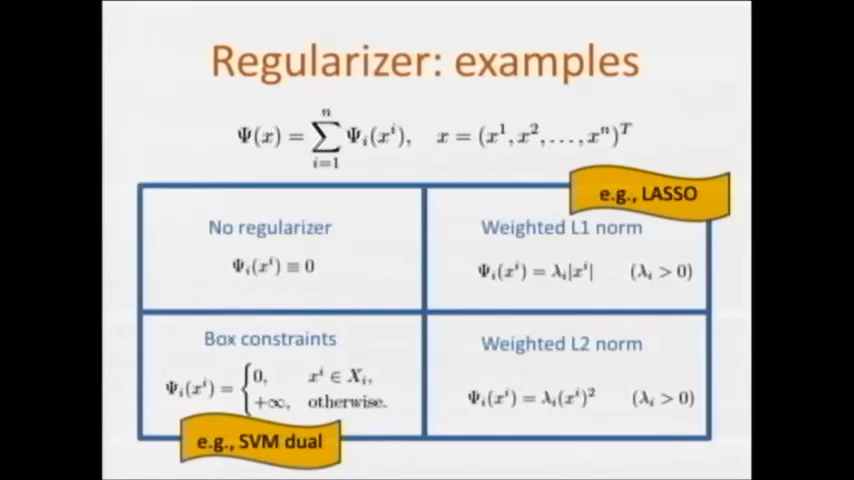 Regularizer: examples
Ψ(x) = ∑_{i=1}^{n} Ψ_i(x^i), x = (x^1, x^2, . . . , x^n)^T
e.g., LASSO
No regularizer
Ψ_i(x^i) ≡ 0
Weighted L1 norm
Ψ_i(x^i) = λ_i|x^i| (λ_i > 0)
Box constraints
Ψ_i(x^i) = { 0, x^i ∈ X_i,
+∞, otherwise.
e.g., SVM dual
Weighted L2 norm
Ψ_i(x^i) = λ_i(x^i)^2 (λ_i > 0)